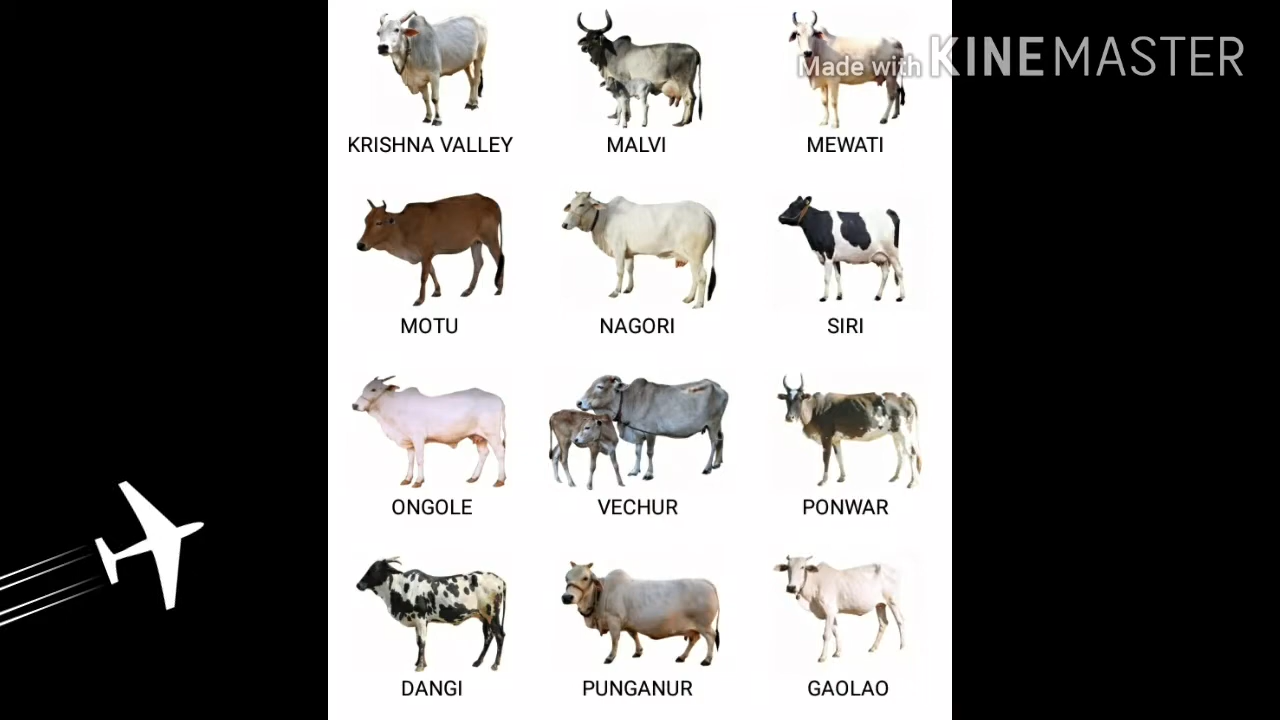 Made with KINEMASTER
KRISHNA VALLEY
MALVI
MEWATI
MOTU
NAGORI
SIRI
ONGOLE
VECHUR
PONWAR
DANGI
PUNGANUR
GAOLAO